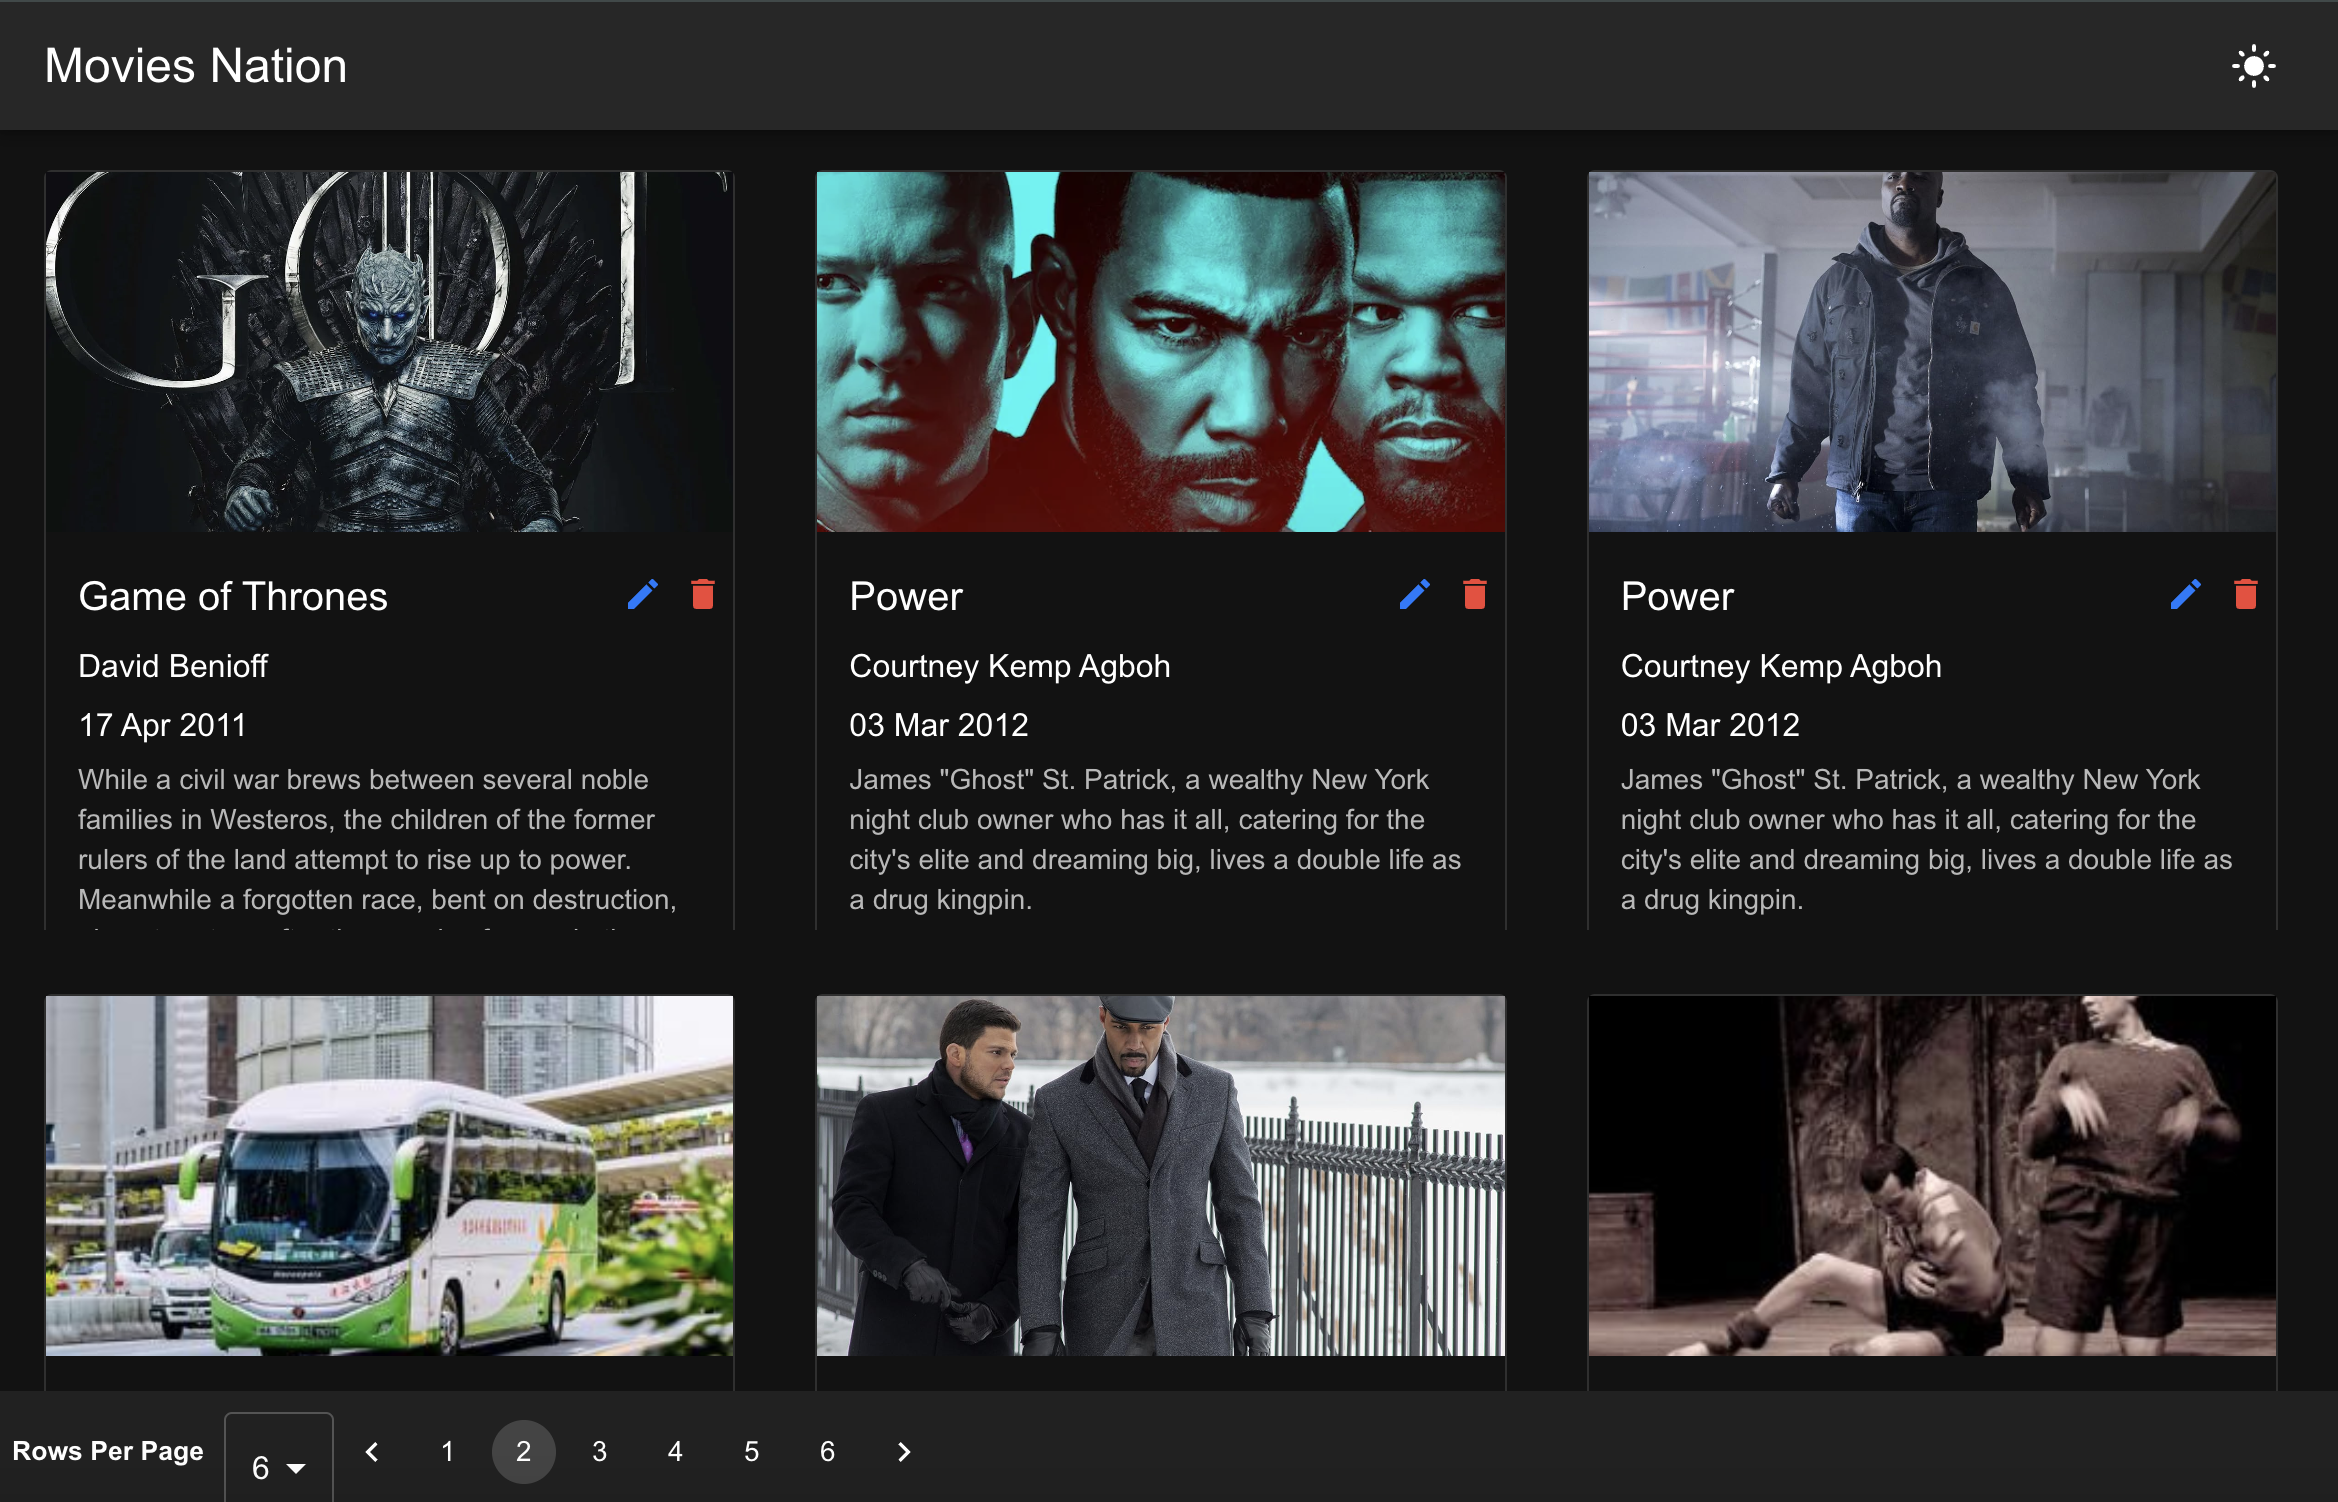 Movies Nation
GOT
Game of Thrones
David Benioff
17 Apr 2011
While a civil war brews between several noble
families in Westeros, the children of the former
rulers of the land attempt to rise up to power.
Meanwhile a forgotten race, bent on destruction,
Power
Courtney Kemp Agboh
03 Mar 2012
James "Ghost" St. Patrick, a wealthy New York
night club owner who has it all, catering for the
city's elite and dreaming big, lives a double life as
a drug kingpin.
Power
Courtney Kemp Agboh
03 Mar 2012
James "Ghost" St. Patrick, a wealthy New York
night club owner who has it all, catering for the
city's elite and dreaming big, lives a double life as
a drug kingpin.
Rows Per Page 6 1 2 3 4 5 6